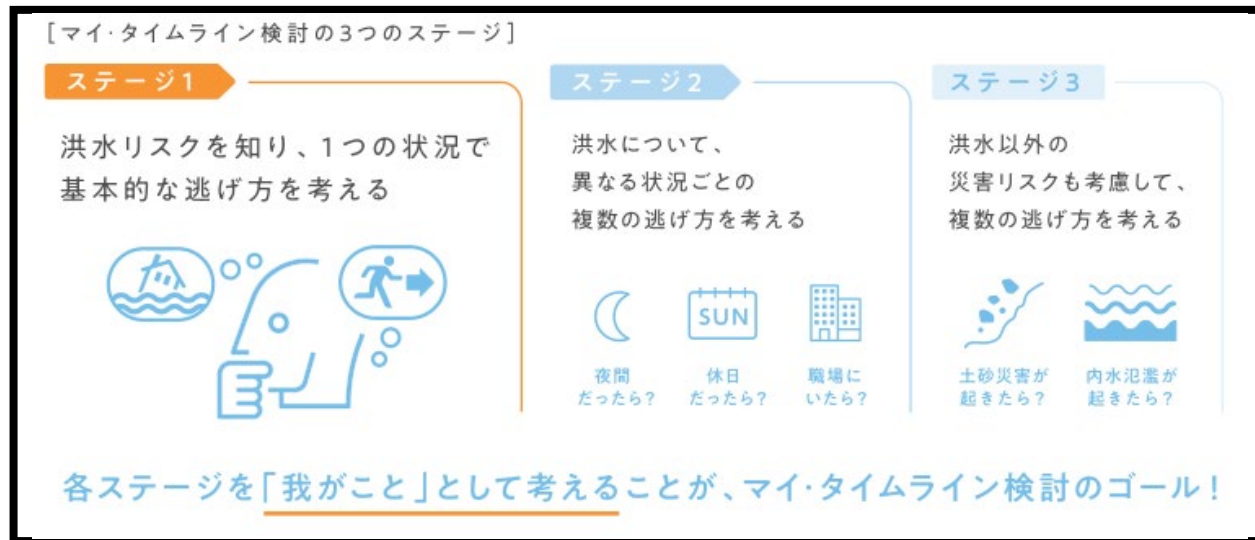 [マイ･タイムライン検討の3つのステージ]
ステージ1
洪水リスクを知り、1つの状況で
基本的な逃げ方を考える
ステージ2
洪水について、
異なる状況ごとの
複数の逃げ方を考える
SUN
夜間
だったら？
休日
だったら？
職場に
いたら？
ステージ3
洪水以外の
災害リスクも考慮して、
複数の逃げ方を考える
土砂災害が
起きたら？
内水氾濫が
起きたら？
各ステージを「我がこと」として考えることが、マイ･タイムライン検討のゴール！